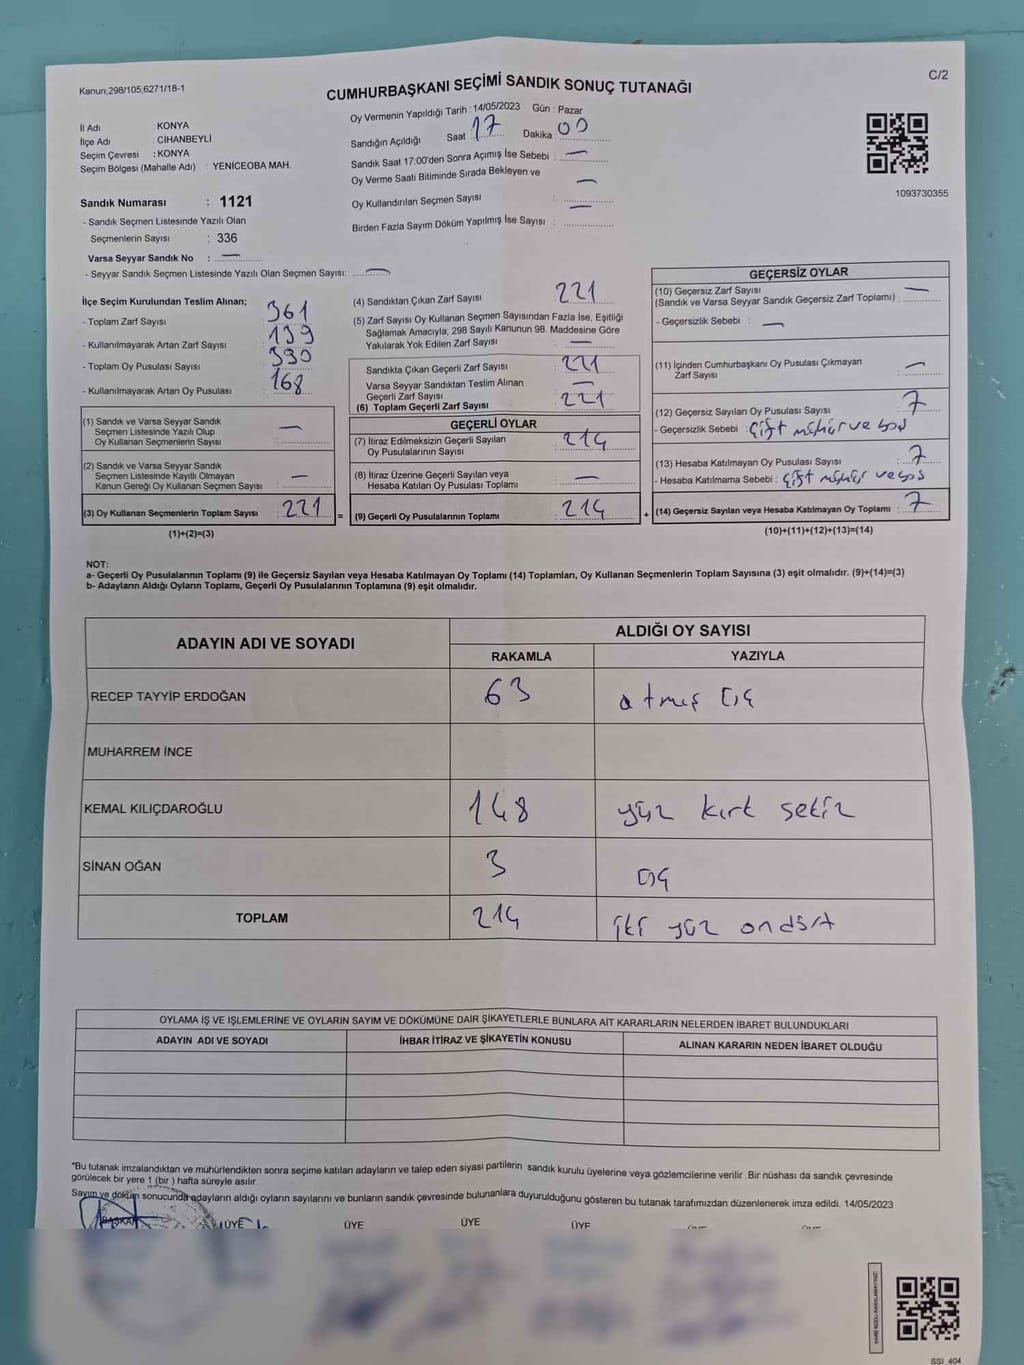 Kanun;298/105;6271/18-1
CUMHURBAŞKANI SEÇİMİ SANDIK SONUÇ TUTANAĞI
C/2
İl Adı : KONYA
İlçe Adı : CİHANBEYLİ
Seçim Çevresi : KONYA
Seçim Bölgesi (Mahalle Adı) : YENİCEOBA MAH.
Sandık Numarası : 1121
- Sandık Seçmen Listesinde Yazılı Olan
Seçmenlerin Sayısı : 336
Varsa Seyyar Sandık No : —
- Seyyar Sandık Seçmen Listesinde Yazılı Olan Seçmen Sayısı: —
Oy Vermenin Yapıldığı Tarih : 14/05/2023 Gün : Pazar
Sandığın Açıldığı Saat : 17 Dakika : 00
Sandık Saat 17:00'den Sonra Açımış İse Sebebi : —
Oy Verme Saati Bitiminde Sırada Bekleyen ve
Oy Kullandırılan Seçmen Sayısı : —
Birden Fazla Sayım Döküm Yapılmış İse Sayısı : —
1093730355
İlçe Seçim Kurulundan Teslim Alınan;
- Toplam Zarf Sayısı : 361
- Kullanılmayarak Artan Zarf Sayısı : 139
- Toplam Oy Pusulası Sayısı : 390
- Kullanılmayarak Artan Oy Pusulası : 168
(1) Sandık ve Varsa Seyyar Sandık
Seçmen Listesinde Yazılı Olup
Oy Kullanan Seçmenlerin Sayısı : —
(2) Sandık ve Varsa Seyyar Sandık
Seçmen Listesinde Kayıtlı Olmayan
Kanun Gereği Oy Kullanan Seçmen Sayısı : —
(3) Oy Kullanan Seçmenlerin Toplam Sayısı : 221
(1)+(2)=(3)
(4) Sandıktan Çıkan Zarf Sayısı : 221
(5) Zarf Sayısı Oy Kullanan Seçmen Sayısından Fazla İse, Eşitliği
Sağlamak Amacıyla, 298 Sayılı Kanunun 98. Maddesine Göre
Yakılarak Yok Edilen Zarf Sayısı : —
Sandıkta Çıkan Geçerli Zarf Sayısı : 221
Varsa Seyyar Sandıktan Teslim Alınan
Geçerli Zarf Sayısı : —
(6) Toplam Geçerli Zarf Sayısı : 221
GEÇERLİ OYLAR
(7) İtiraz Edilmeksizin Geçerli Sayılan
Oy Pusulalarının Sayısı : 214
(8) İtiraz Üzerine Geçerli Sayılan veya
Hesaba Katılan Oy Pusulası Toplamı : —
= (9) Geçerli Oy Pusulalarının Toplamı : 214
GEÇERSİZ OYLAR
(10) Geçersiz Zarf Sayısı
(Sandık ve Varsa Seyyar Sandık Geçersiz Zarf Toplamı) : —
- Geçersizlik Sebebi : —
(11) İçinden Cumhurbaşkanı Oy Pusulası Çıkmayan
Zarf Sayısı : —
(12) Geçersiz Sayılan Oy Pusulası Sayısı : 7
- Geçersizlik Sebebi : Çift mühür ve boş
(13) Hesaba Katılmayan Oy Pusulası Sayısı : 7
- Hesaba Katılmama Sebebi : Çift mühür ve boş
+ (14) Geçersiz Sayılan veya Hesaba Katılmayan Oy Toplamı : 7
(10)+(11)+(12)+(13)=(14)
NOT:
a- Geçerli Oy Pusulalarının Toplamı (9) ile Geçersiz Sayılan veya Hesaba Katılmayan Oy Toplamı (14) Toplamları, Oy Kullanan Seçmenlerin Toplam Sayısına (3) eşit olmalıdır. (9)+(14)=(3)
b- Adayların Aldığı Oyların Toplamı, Geçerli Oy Pusulalarının Toplamına (9) eşit olmalıdır.
ADAYIN ADI VE SOYADI ALDIĞI OY SAYISI
RAKAMLA YAZIYLA
RECEP TAYYİP ERDOĞAN 63 atmış üç
MUHARREM İNCE
KEMAL KILIÇDAROĞLU 148 yüz kırk sekiz
SİNAN OĞAN 3 üç
TOPLAM 214 iki yüz ondört
OYLAMA İŞ VE İŞLEMLERİNE VE OYLARIN SAYIM VE DÖKÜMÜNE DAİR ŞİKAYETLERLE BUNLARA AİT KARARLARIN NELERDEN İBARET BULUNDUKLARI
ADAYIN ADI VE SOYADI İHBAR İTİRAZ VE ŞİKAYETİN KONUSU ALINAN KARARIN NEDEN İBARET OLDUĞU
*Bu tutanak imzalandıktan ve mühürlendikten sonra seçime katılan adayların ve talep eden siyasi partilerin sandık kurulu üyelerine veya gözlemcilerine verilir. Bir nüshası da sandık çevresinde
görülecek bir yere 1 (bir ) hafta süreyle asılır.
Sayım ve döküm sonucunda adayların aldığı oyların sayılarını ve bunların sandık çevresinde bulunanlara duyurulduğunu gösteren bu tutanak tarafımızdan düzenlenerek imza edildi. 14/05/2023
BAŞKAN ÜYE ÜYE ÜYE ÜYE
SSI_404